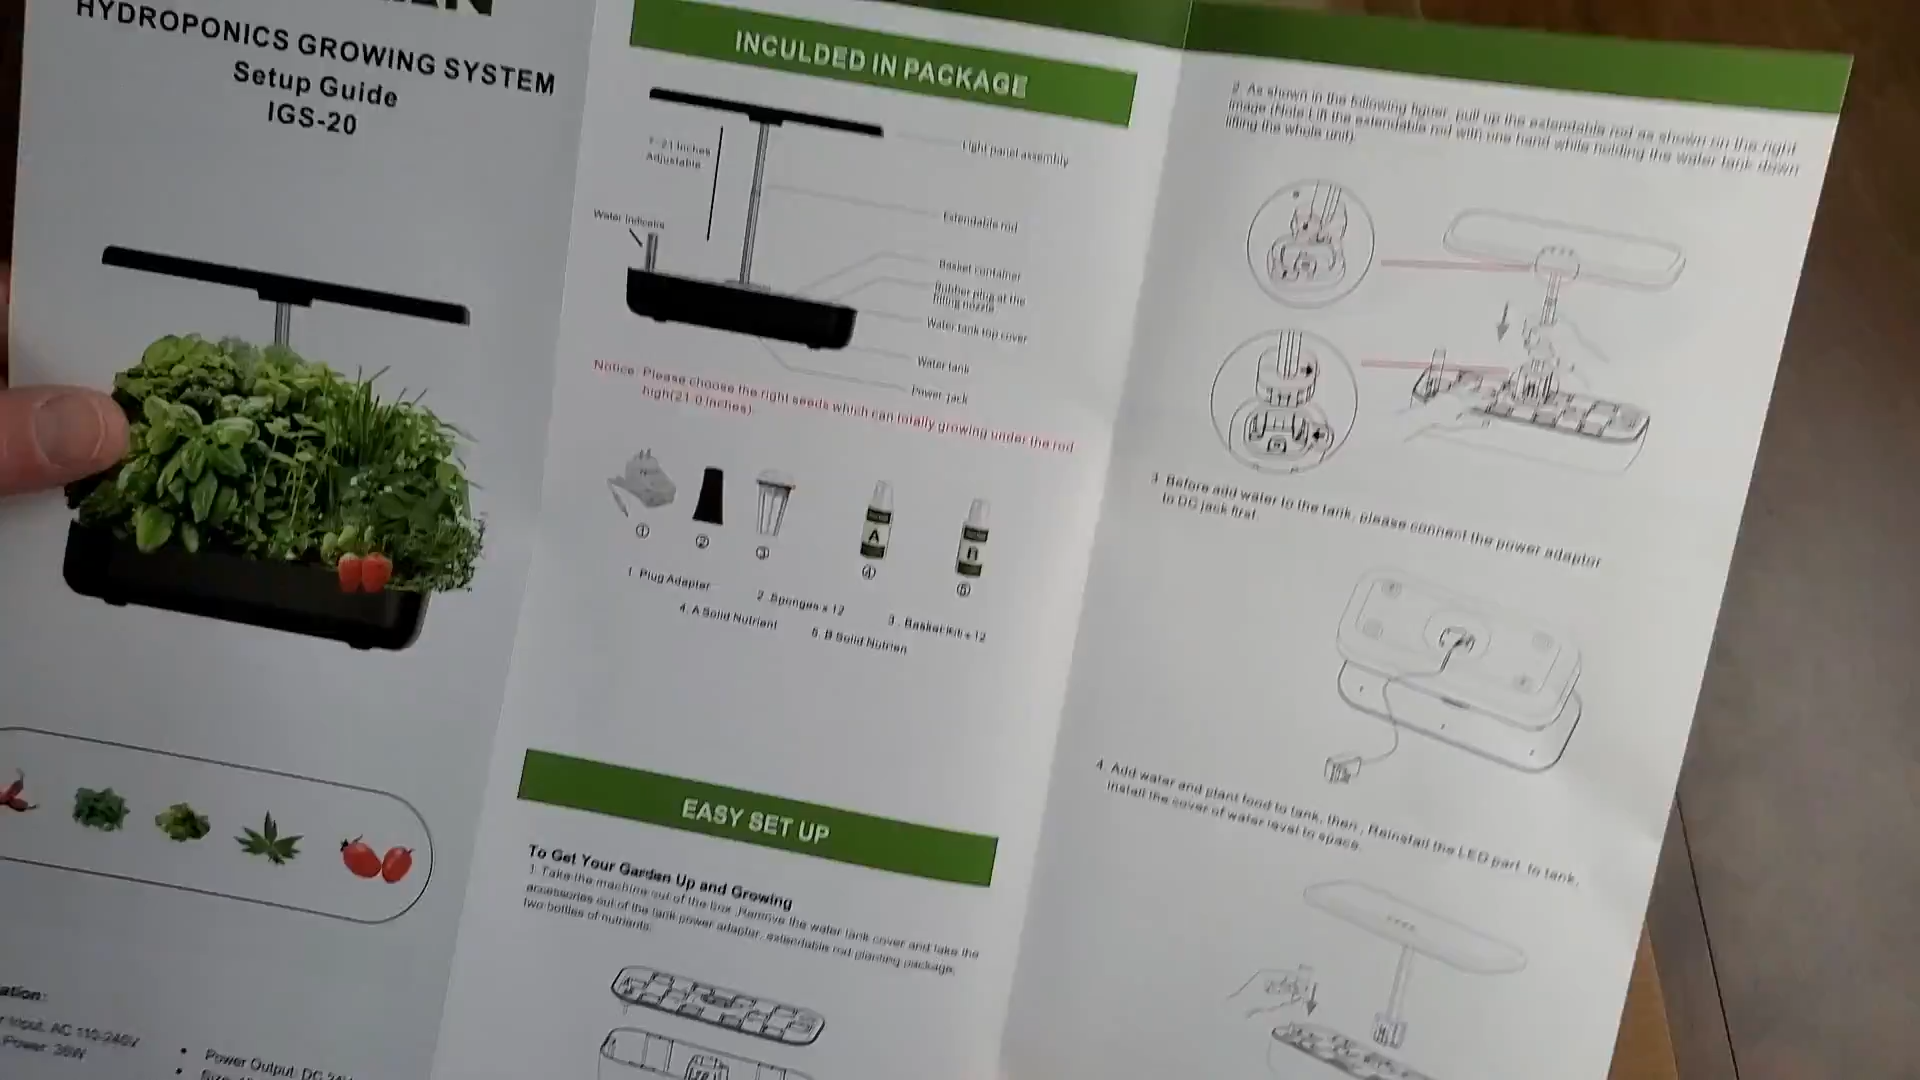 HYDROPONICS GROWING SYSTEM
Setup Guide
IGS-20
Power Output: DC
INCULDED IN PACKAGE
Light panel assembly
21 Inches
Adjustable
Extendable rod
Water Indicator
Basket container
Rubber plug at the
filling nozzle
Water tank top cover
Water tank
Power jack
Notice: Please choose the right seeds which can totally growing under the rod
high(21.0 inches).
A
B
① ② ③ ④ ⑤
1. Plug Adapter
2. Sponges x 12
3. Basket Kit x 12
4. A Solid Nutrient
5. B Solid Nutrien
EASY SET UP
To Get Your Garden Up and Growing
1. Take the machine out of the box ,Remove the water tank cover and take the
accessories out of the tank power adapter, extendable rod planting package,
two bottles of nutrients.
2. As shown in the following figuer, pull up the extendable rod as shown on the right
image (Note Lift the extendable rod with one hand while holding the water tank down
lifting the whole unit).
3. Before add water to the tank, please connect the power adaptor
to DC jack first.
4. Add water and plant food to tank, then , Reinstall the LED part to tank,
install the cover of water level to space.